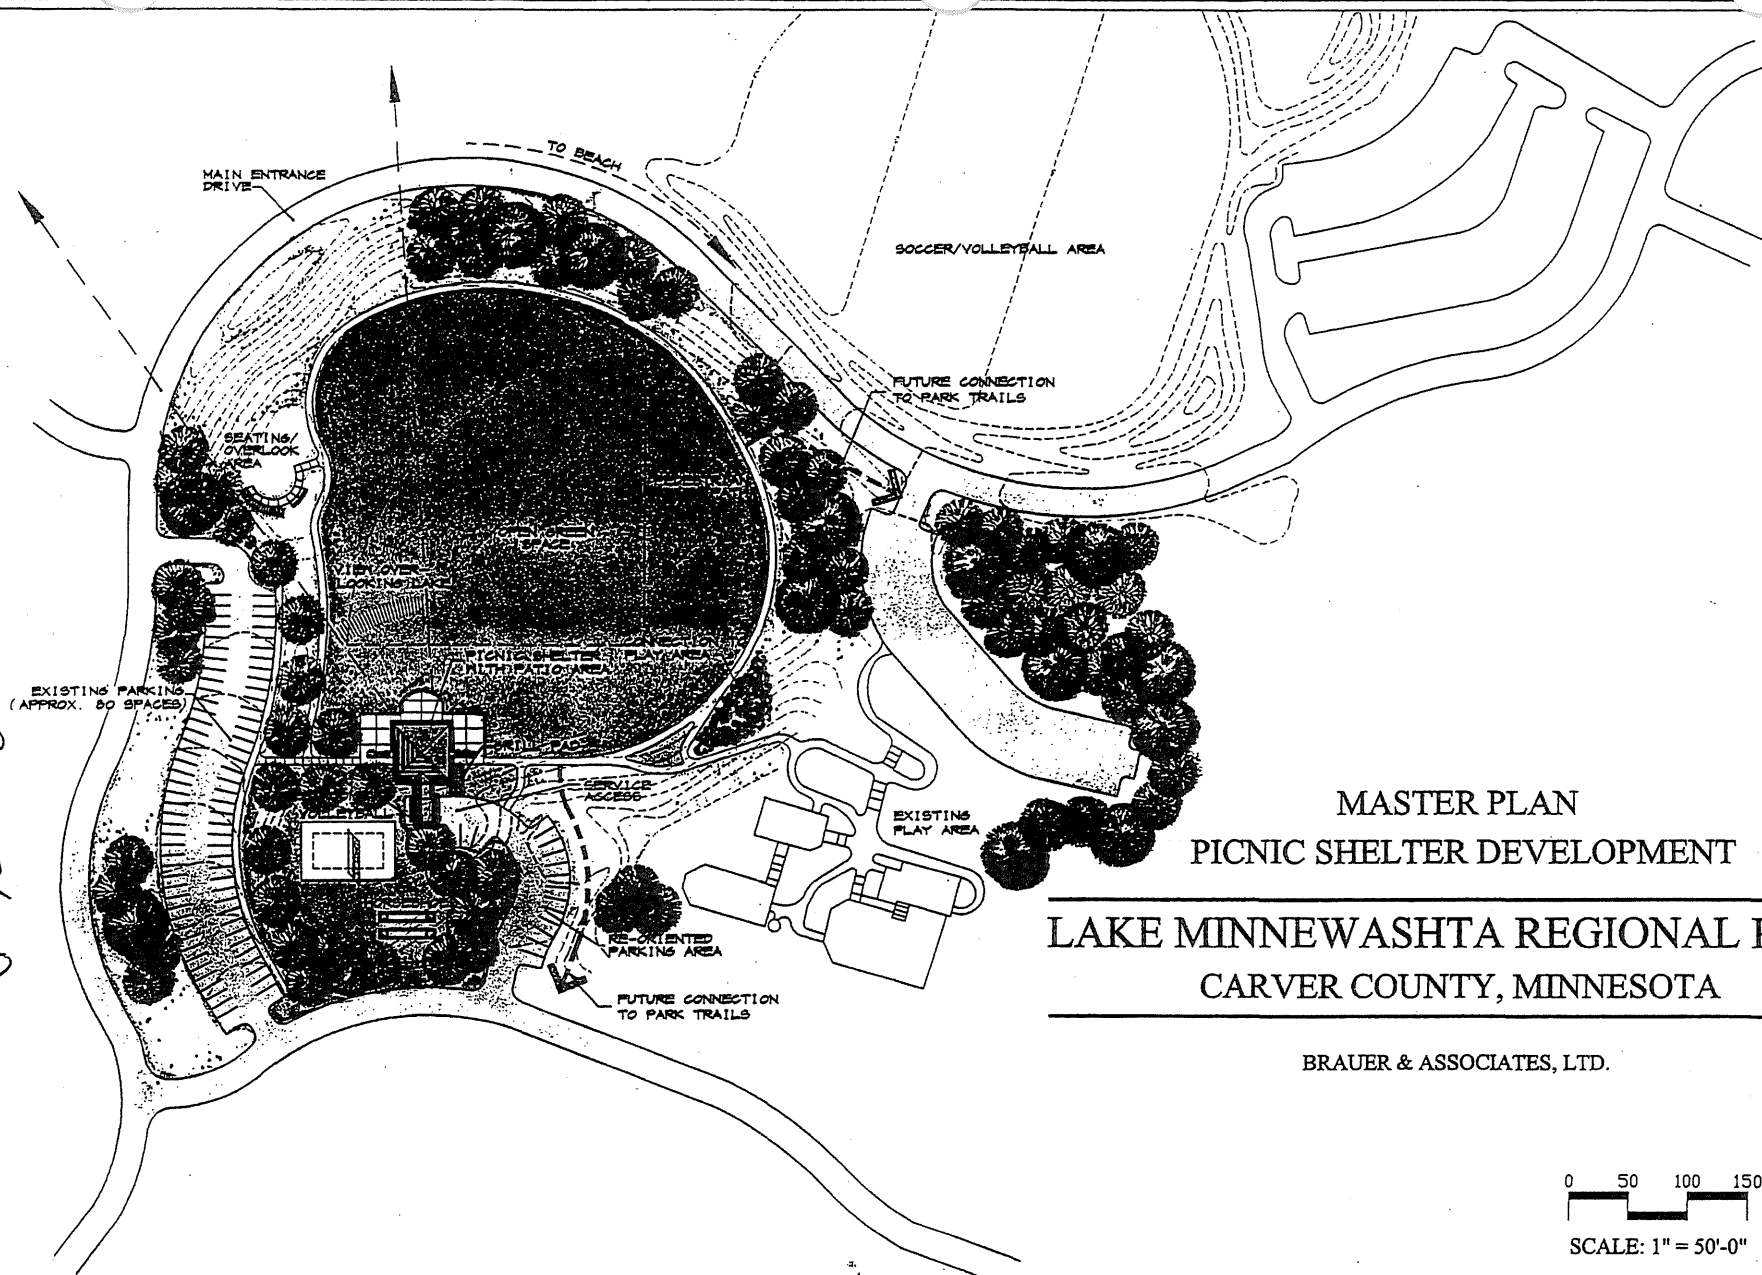 TO BEACH
MAIN ENTRANCE
DRIVE
SOCCER/VOLLEYBALL AREA
FUTURE CONNECTION
TO PARK TRAILS
SEATING/
OVERLOOK
AREA
SPACE
VIEW OVER
LOOKING LAKE
PICNIC SHELTER
WITH PATIO AREA
PLAY AREA
EXISTING PARKING
(APPROX. 80 SPACES)
GRILL PADS
SERVICE
ACCESS
VOLLEYBALL
EXISTING
PLAY AREA
RE-ORIENTED
PARKING AREA
FUTURE CONNECTION
TO PARK TRAILS
MASTER PLAN
PICNIC SHELTER DEVELOPMENT
LAKE MINNEWASHTA REGIONAL
CARVER COUNTY, MINNESOTA
BRAUER & ASSOCIATES, LTD.
0 50 100 150
SCALE: 1" = 50'-0"